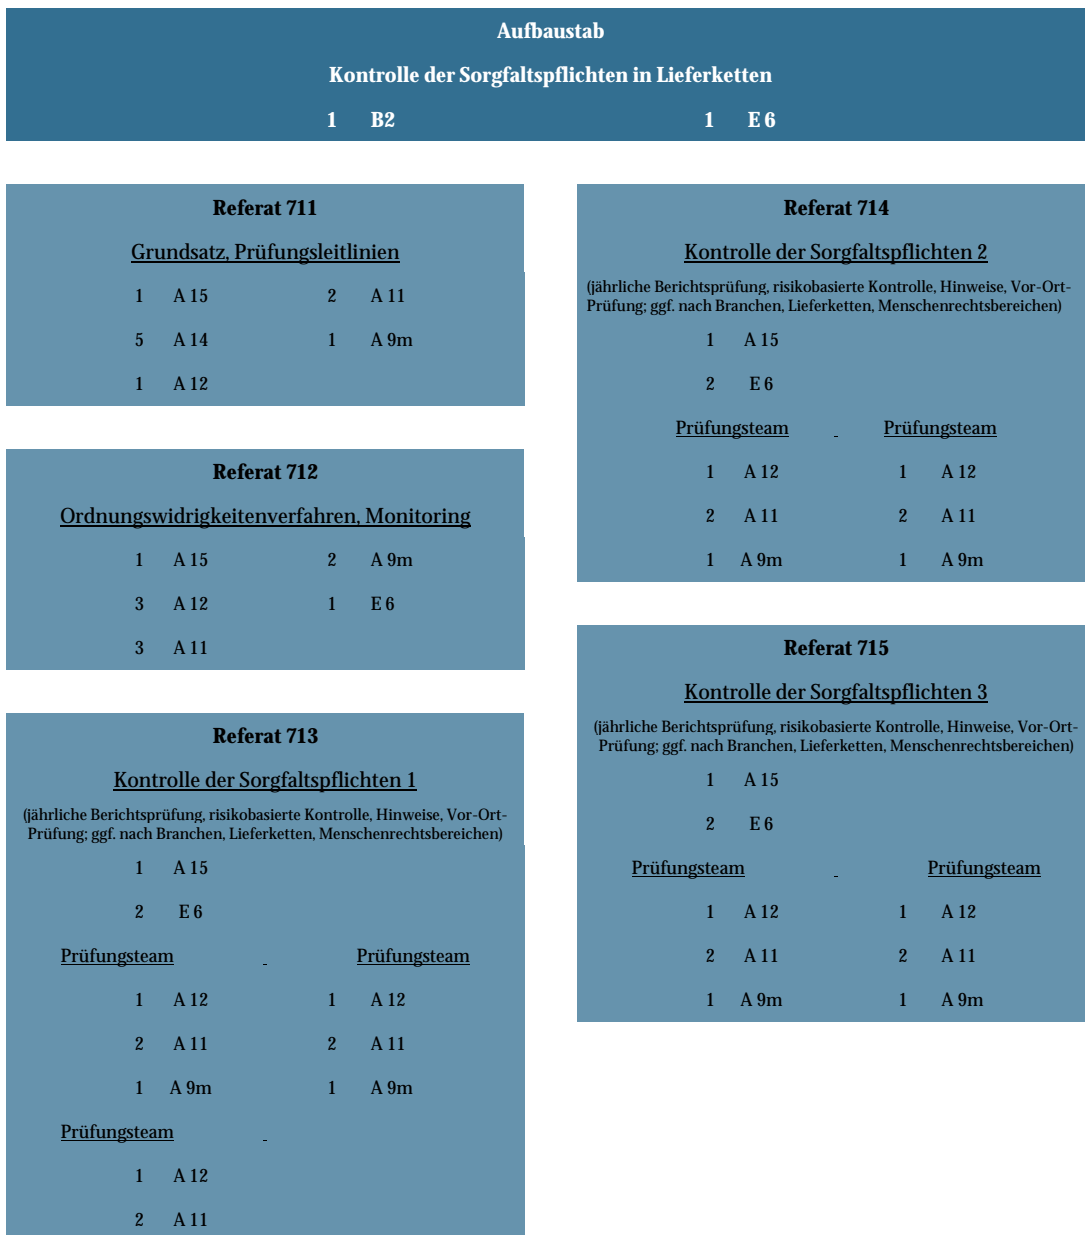 Aufbaustab
Kontrolle der Sorgfaltspflichten in Lieferketten
1 B2 1 E 6
Referat 711
Grundsatz, Prüfungsleitlinien
1 A 15 2 A 11
5 A 14 1 A 9m
1 A 12
Referat 712
Ordnungswidrigkeitenverfahren, Monitoring
1 A 15 2 A 9m
3 A 12 1 E 6
3 A 11
Referat 713
Kontrolle der Sorgfaltspflichten 1
(jährliche Berichtsprüfung, risikobasierte Kontrolle, Hinweise, Vor-Ort-
Prüfung; ggf. nach Branchen, Lieferketten, Menschenrechtsbereichen)
1 A 15
2 E 6
Prüfungsteam Prüfungsteam
1 A 12 1 A 12
2 A 11 2 A 11
1 A 9m 1 A 9m
Prüfungsteam
1 A 12
2 A 11
Referat 714
Kontrolle der Sorgfaltspflichten 2
(jährliche Berichtsprüfung, risikobasierte Kontrolle, Hinweise, Vor-Ort-
Prüfung; ggf. nach Branchen, Lieferketten, Menschenrechtsbereichen)
1 A 15
2 E 6
Prüfungsteam Prüfungsteam
1 A 12 1 A 12
2 A 11 2 A 11
1 A 9m 1 A 9m
Referat 715
Kontrolle der Sorgfaltspflichten 3
(jährliche Berichtsprüfung, risikobasierte Kontrolle, Hinweise, Vor-Ort-
Prüfung; ggf. nach Branchen, Lieferketten, Menschenrechtsbereichen)
1 A 15
2 E 6
Prüfungsteam Prüfungsteam
1 A 12 1 A 12
2 A 11 2 A 11
1 A 9m 1 A 9m